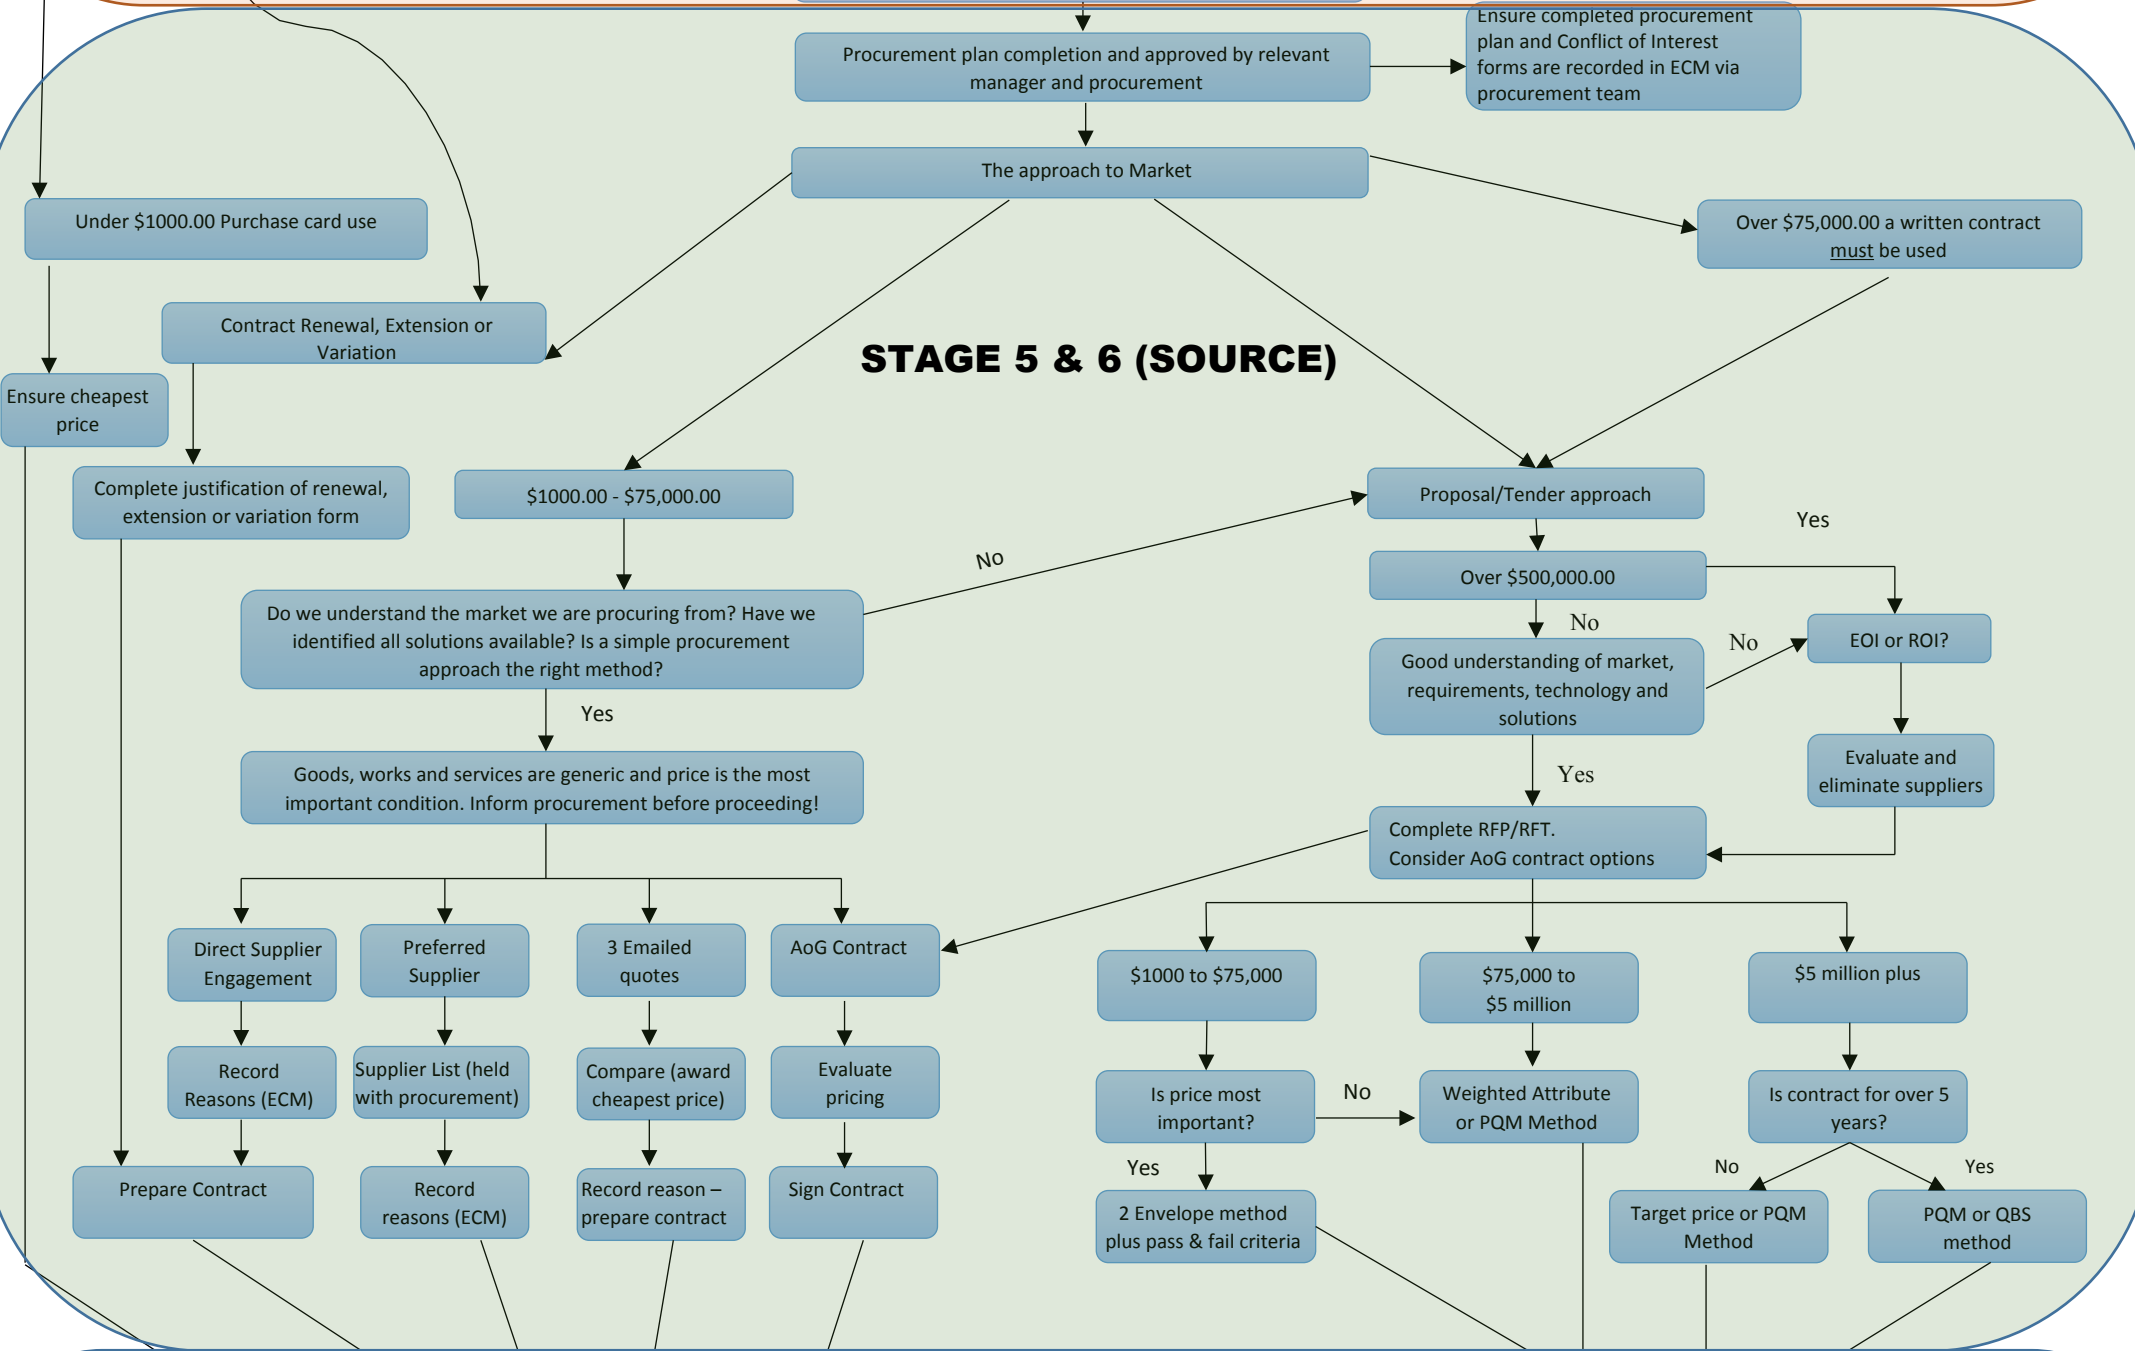 Ensure completed procurement
plan and Conflict of Interest
forms are recorded in ECM via
procurement team
Procurement plan completion and approved by relevant
manager and procurement
The approach to Market
Under $1000.00 Purchase card use
Over $75,000.00 a written contract
must be used
Contract Renewal, Extension or
Variation
STAGE 5 & 6 (SOURCE)
Ensure cheapest
price
Complete justification of renewal,
extension or variation form
$1000.00 - $75,000.00
Proposal/Tender approach
Yes
No
Over $500,000.00
Do we understand the market we are procuring from? Have we
identified all solutions available? Is a simple procurement
approach the right method?
No
No
EOI or ROI?
Good understanding of market,
requirements, technology and
solutions
Yes
Goods, works and services are generic and price is the most
important condition. Inform procurement before proceeding!
Yes
Evaluate and
eliminate suppliers
Complete RFP/RFT.
Consider AoG contract options
Direct Supplier
Engagement
Preferred
Supplier
3 Emailed
quotes
AoG Contract
$1000 to $75,000
$75,000 to
$5 million
$5 million plus
Record
Reasons (ECM)
Supplier List (held
with procurement)
Compare (award
cheapest price)
Evaluate
pricing
Is price most
important?
No
Weighted Attribute
or PQM Method
Is contract for over 5
years?
Yes
No
Yes
Prepare Contract
Record
reasons (ECM)
Record reason –
prepare contract
Sign Contract
2 Envelope method
plus pass & fail criteria
Target price or PQM
Method
PQM or QBS
method